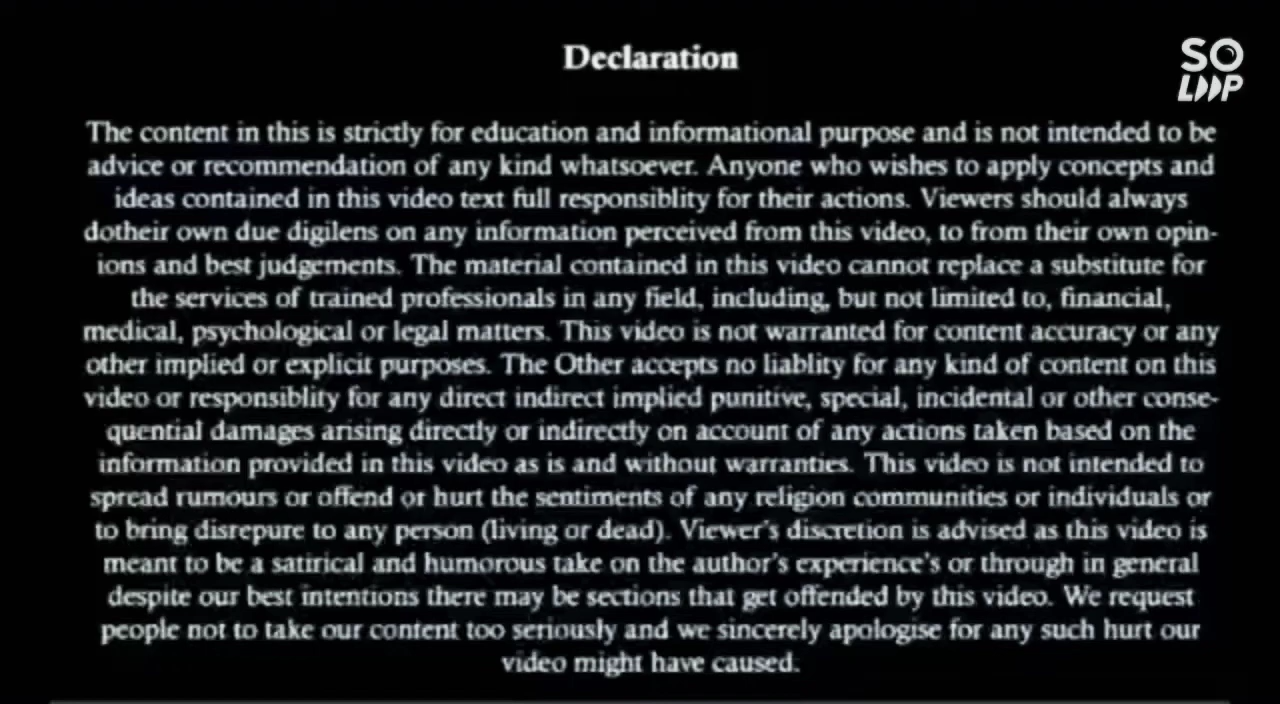 Declaration
SO
LOOP
The content in this is strictly for education and informational purpose and is not intended to be
advice or recommendation of any kind whatsoever. Anyone who wishes to apply concepts and
ideas contained in this video text full responsiblity for their actions. Viewers should always
dotheir own due digilens on any information perceived from this video, to from their own opin-
ions and best judgements. The material contained in this video cannot replace a substitute for
the services of trained professionals in any field, including, but not limited to, financial,
medical, psychological or legal matters. This video is not warranted for content accuracy or any
other implied or explicit purposes. The Other accepts no liablity for any kind of content on this
video or responsiblity for any direct indirect implied punitive, special, incidental or other conse-
quential damages arising directly or indirectly on account of any actions taken based on the
information provided in this video as is and without warranties. This video is not intended to
spread rumours or offend or hurt the sentiments of any religion communities or individuals or
to bring disrepure to any person (living or dead). Viewer's discretion is advised as this video is
meant to be a satirical and humorous take on the author's experience's or through in general
despite our best intentions there may be sections that get offended by this video. We request
people not to take our content too seriously and we sincerely apologise for any such hurt our
video might have caused.